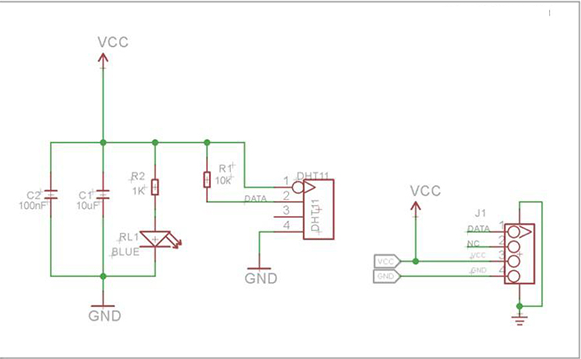 VCC
C2
100nF
C1
10uF
R2
1K
RL1
BLUE
R1
10k
DATA
DHT11
1
2
3
4
DHT11
GND
GND
VCC
VCC
GND
J1
DATA
NC
VCC
GND
1
2
3
4